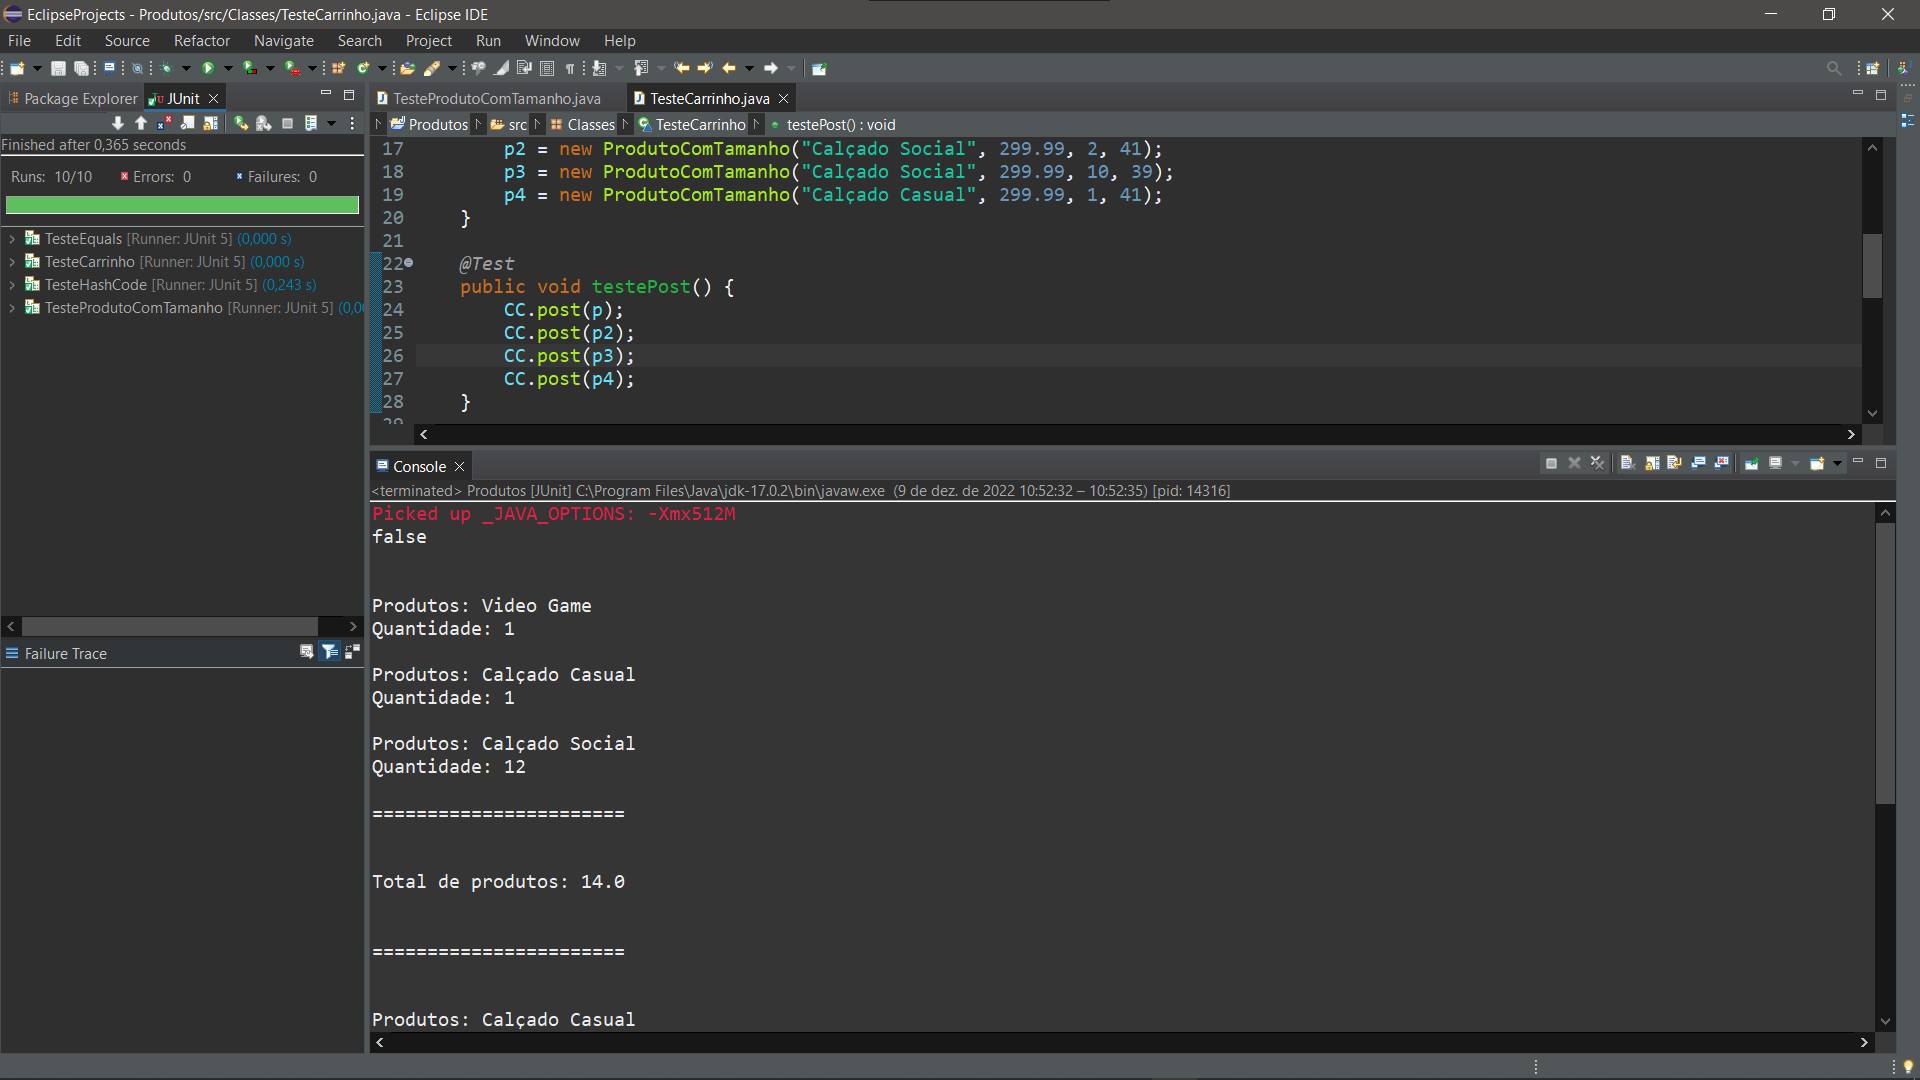 EclipseProjects - Produtos/src/Classes/TesteCarrinho.java - Eclipse IDE
File Edit Source Refactor Navigate Search Project Run Window Help
Package Explorer
JUnit
Finished after 0,365 seconds
Runs: 10/10 Errors: 0 Failures: 0
TesteEquals [Runner: JUnit 5] (0,000 s)
TesteCarrinho [Runner: JUnit 5] (0,000 s)
TesteHashCode [Runner: JUnit 5] (0,243 s)
TesteProdutoComTamanho [Runner: JUnit 5] (0,00
Failure Trace
TesteProdutoComTamanho.java
TesteCarrinho.java
Produtos src Classes TesteCarrinho testePost() : void
17 p2 = new ProdutoComTamanho("Calçado Social", 299.99, 2, 41);
18 p3 = new ProdutoComTamanho("Calçado Social", 299.99, 10, 39);
19 p4 = new ProdutoComTamanho("Calçado Casual", 299.99, 1, 41);
20 }
21
22 @Test
23 public void testePost() {
24 CC.post(p);
25 CC.post(p2);
26 CC.post(p3);
27 CC.post(p4);
28 }
29
Console
<terminated> Produtos [JUnit] C:\Program Files\Java\jdk-17.0.2\bin\javaw.exe (9 de dez. de 2022 10:52:32 – 10:52:35) [pid: 14316]
Picked up _JAVA_OPTIONS: -Xmx512M
false
Produtos: Video Game
Quantidade: 1
Produtos: Calçado Casual
Quantidade: 1
Produtos: Calçado Social
Quantidade: 12
=======================
Total de produtos: 14.0
=======================
Produtos: Calçado Casual